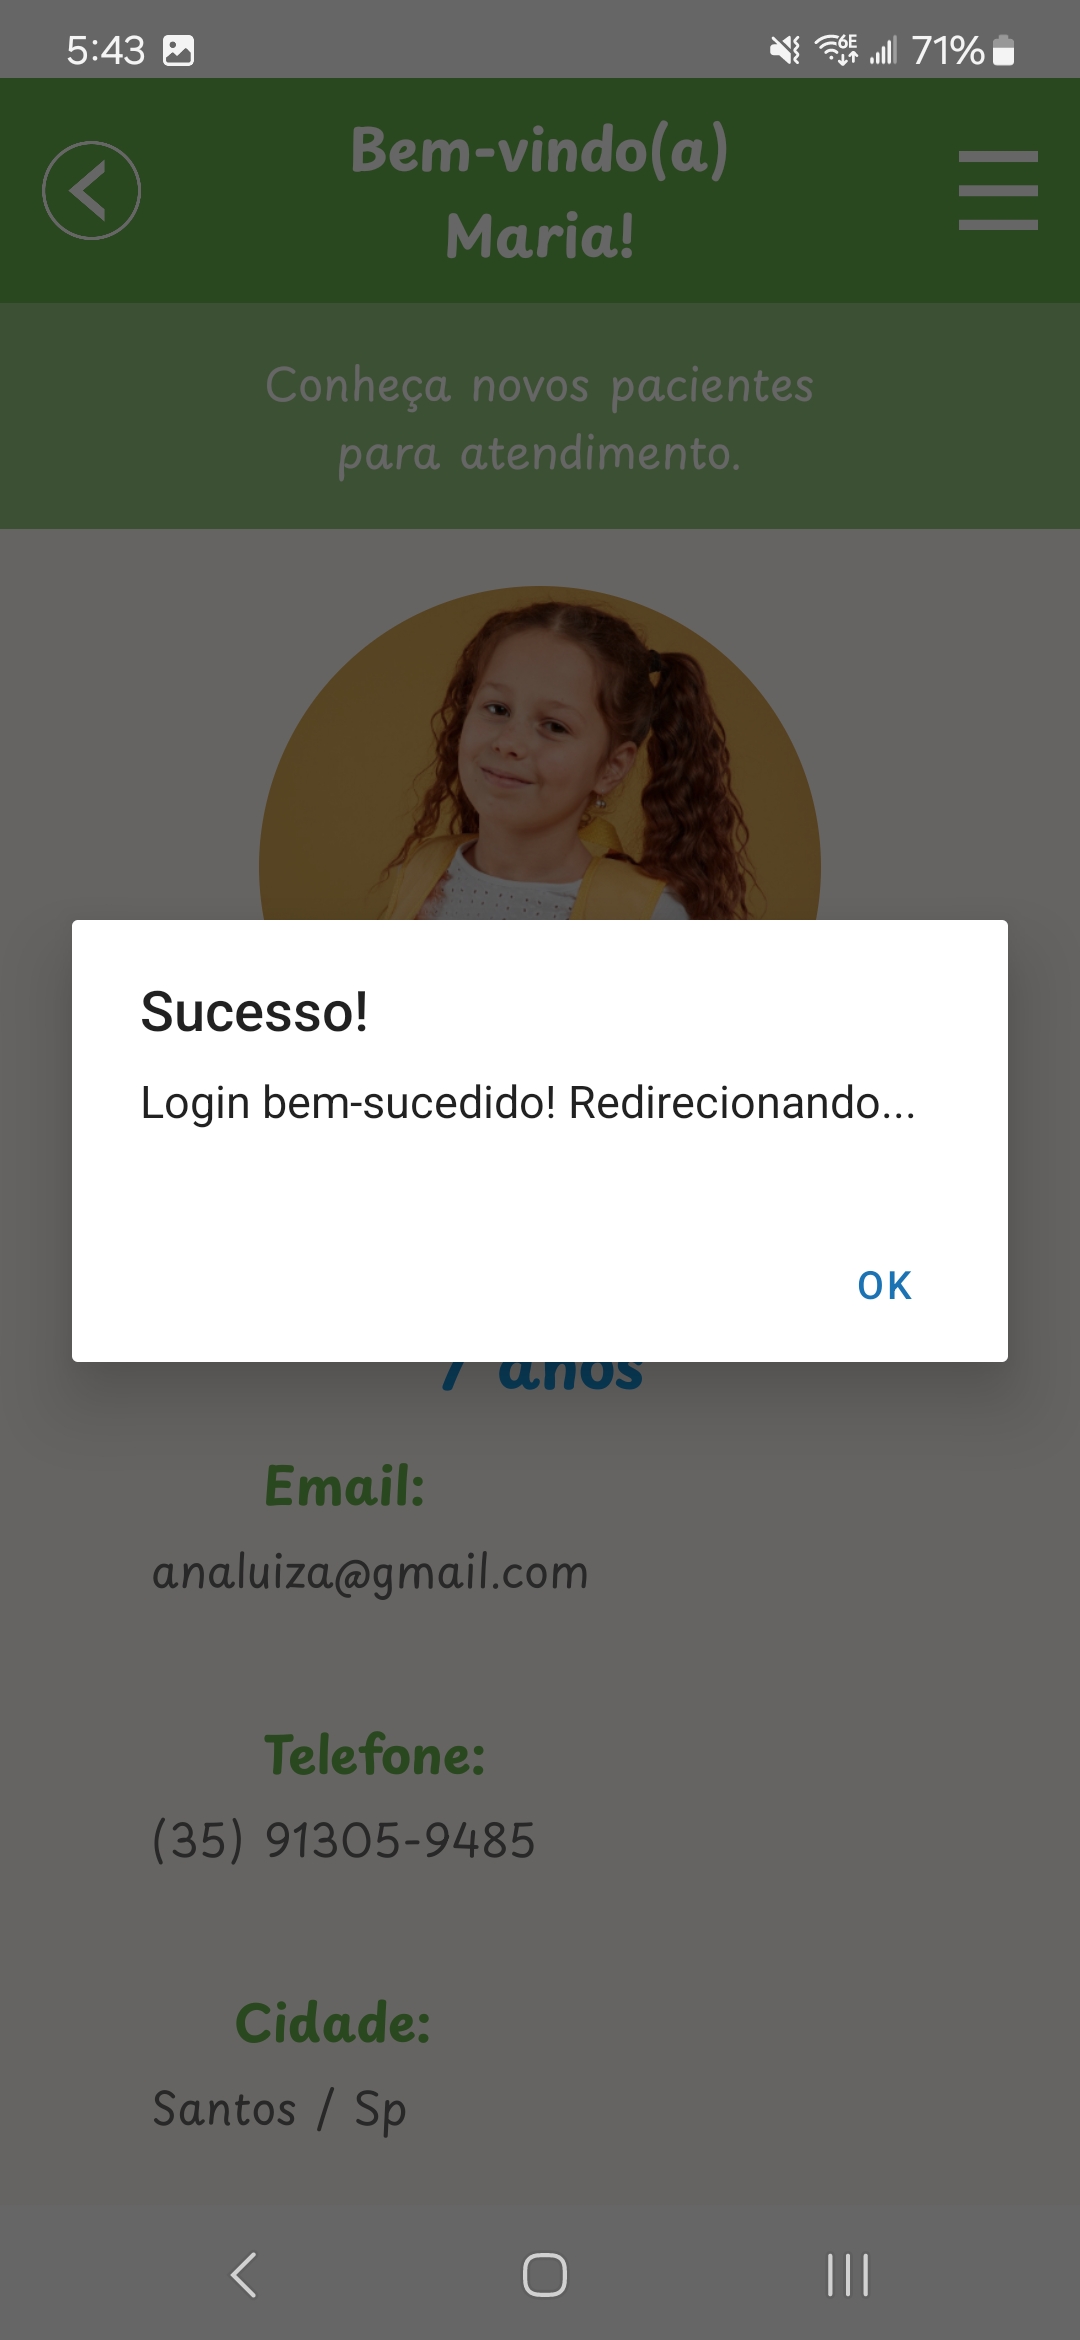 5:43
6E
71%
Bem-vindo(a)
Maria!
Conheça novos pacientes
para atendimento.
Sucesso!
Login bem-sucedido! Redirecionando...
OK
7 anos
Email:
analuiza@gmail.com
Telefone:
(35) 91305-9485
Cidade:
Santos / Sp